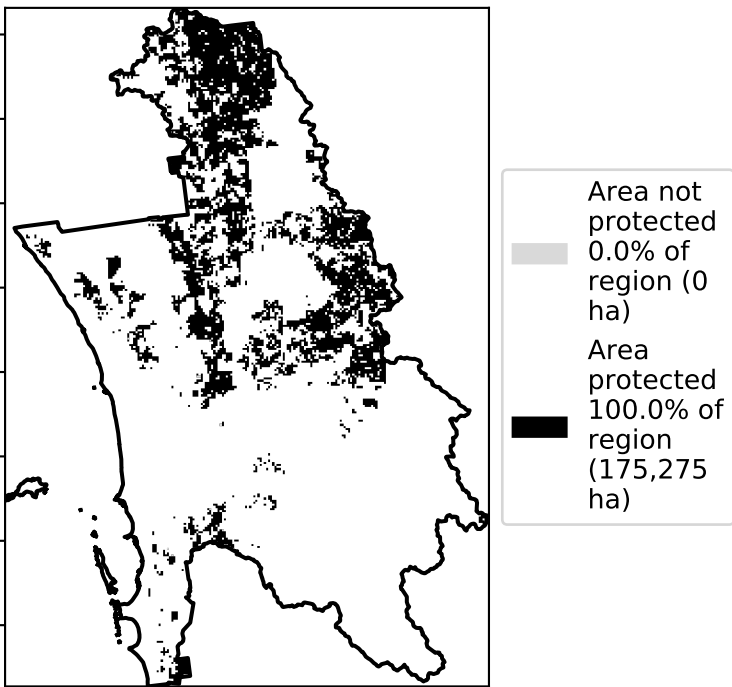 Area not
protected
0.0% of
region (0
ha)
Area
protected
100.0% of
region
(175,275
ha)